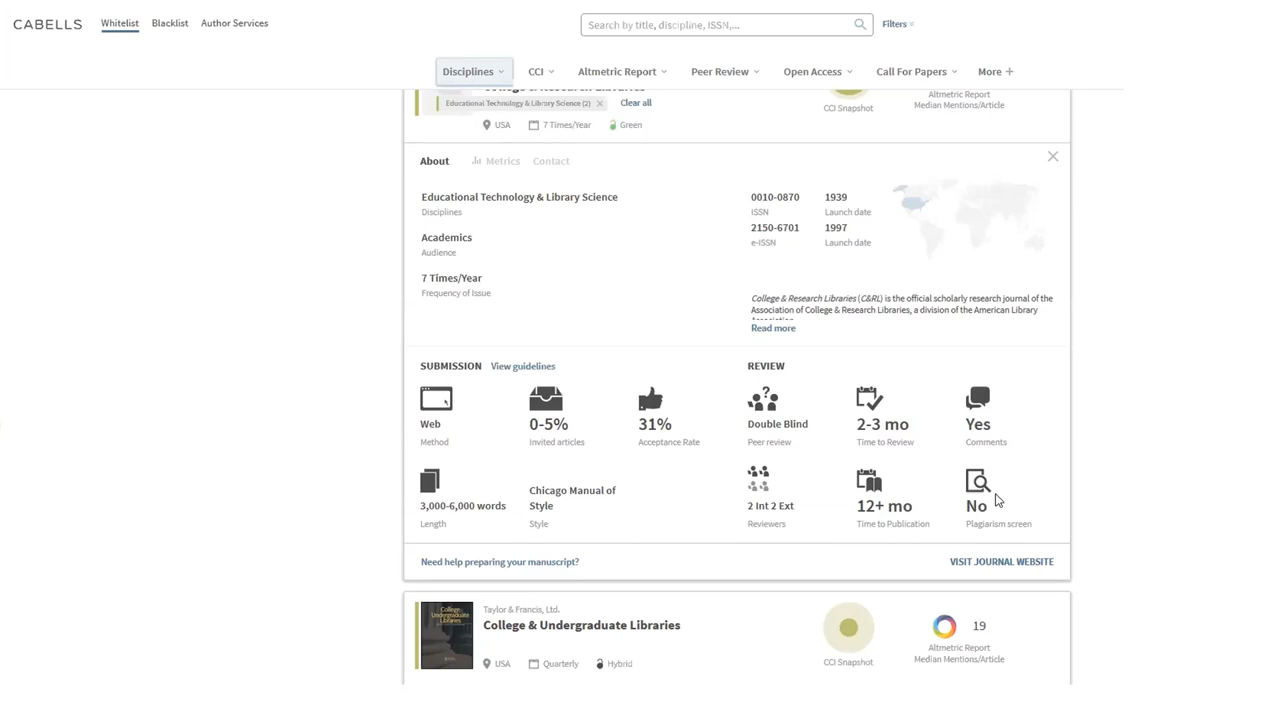 CABELLS Whitelist Blacklist Author Services Search by title, discipline, ISSN,... Filters
Disciplines CCI Altmetric Report Peer Review Open Access Call For Papers More +
College & Research Libraries
Educational Technology & Library Science (2) × Clear all
USA 7 Times/Year Green
CCI Snapshot
Altmetric Report
Median Mentions/Article
About Metrics Contact
Educational Technology & Library Science
Disciplines
Academics
Audience
7 Times/Year
Frequency of Issue
0010-0870 1939
ISSN Launch date
2150-6701 1997
e-ISSN Launch date
College & Research Libraries (C&RL) is the official scholarly research journal of the
Association of College & Research Libraries, a division of the American Library
Read more
SUBMISSION View guidelines
Web 0-5% 31%
Method Invited articles Acceptance Rate
3,000-6,000 words Chicago Manual of Style
Length Style
REVIEW
Double Blind 2-3 mo Yes
Peer review Time to Review Comments
2 Int 2 Ext 12+ mo No
Reviewers Time to Publication Plagiarism screen
Need help preparing your manuscript? VISIT JOURNAL WEBSITE
College &
Undergraduate
Libraries
Taylor & Francis, Ltd.
College & Undergraduate Libraries
USA Quarterly Hybrid
CCI Snapshot
19
Altmetric Report
Median Mentions/Article